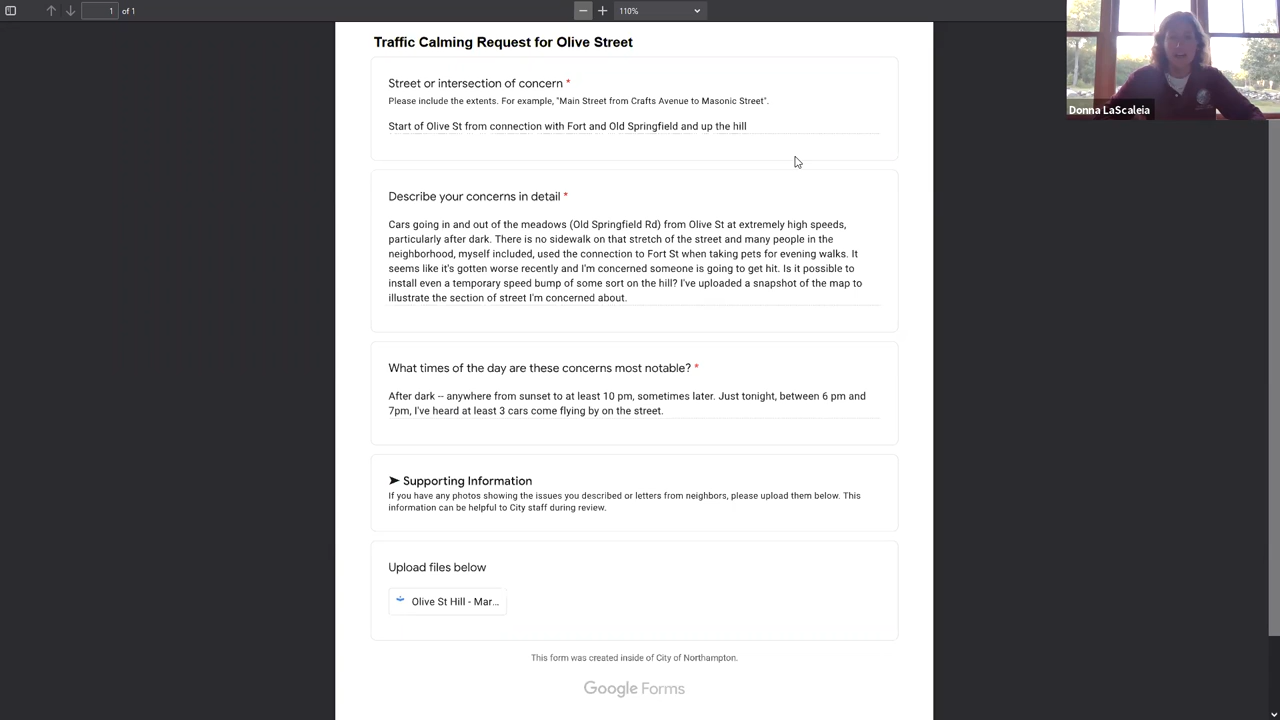 1
of 1
110%
Donna LaScaleia
Traffic Calming Request for Olive Street
Street or intersection of concern *
Please include the extents. For example, "Main Street from Crafts Avenue to Masonic Street".
Start of Olive St from connection with Fort and Old Springfield and up the hill
Describe your concerns in detail *
Cars going in and out of the meadows (Old Springfield Rd) from Olive St at extremely high speeds,
particularly after dark. There is no sidewalk on that stretch of the street and many people in the
neighborhood, myself included, used the connection to Fort St when taking pets for evening walks. It
seems like it's gotten worse recently and I'm concerned someone is going to get hit. Is it possible to
install even a temporary speed bump of some sort on the hill? I've uploaded a snapshot of the map to
illustrate the section of street I'm concerned about.
What times of the day are these concerns most notable? *
After dark -- anywhere from sunset to at least 10 pm, sometimes later. Just tonight, between 6 pm and
7pm, I've heard at least 3 cars come flying by on the street.
➤ Supporting Information
If you have any photos showing the issues you described or letters from neighbors, please upload them below. This
information can be helpful to City staff during review.
Upload files below
Olive St Hill - Mar...
This form was created inside of City of Northampton.
Google Forms